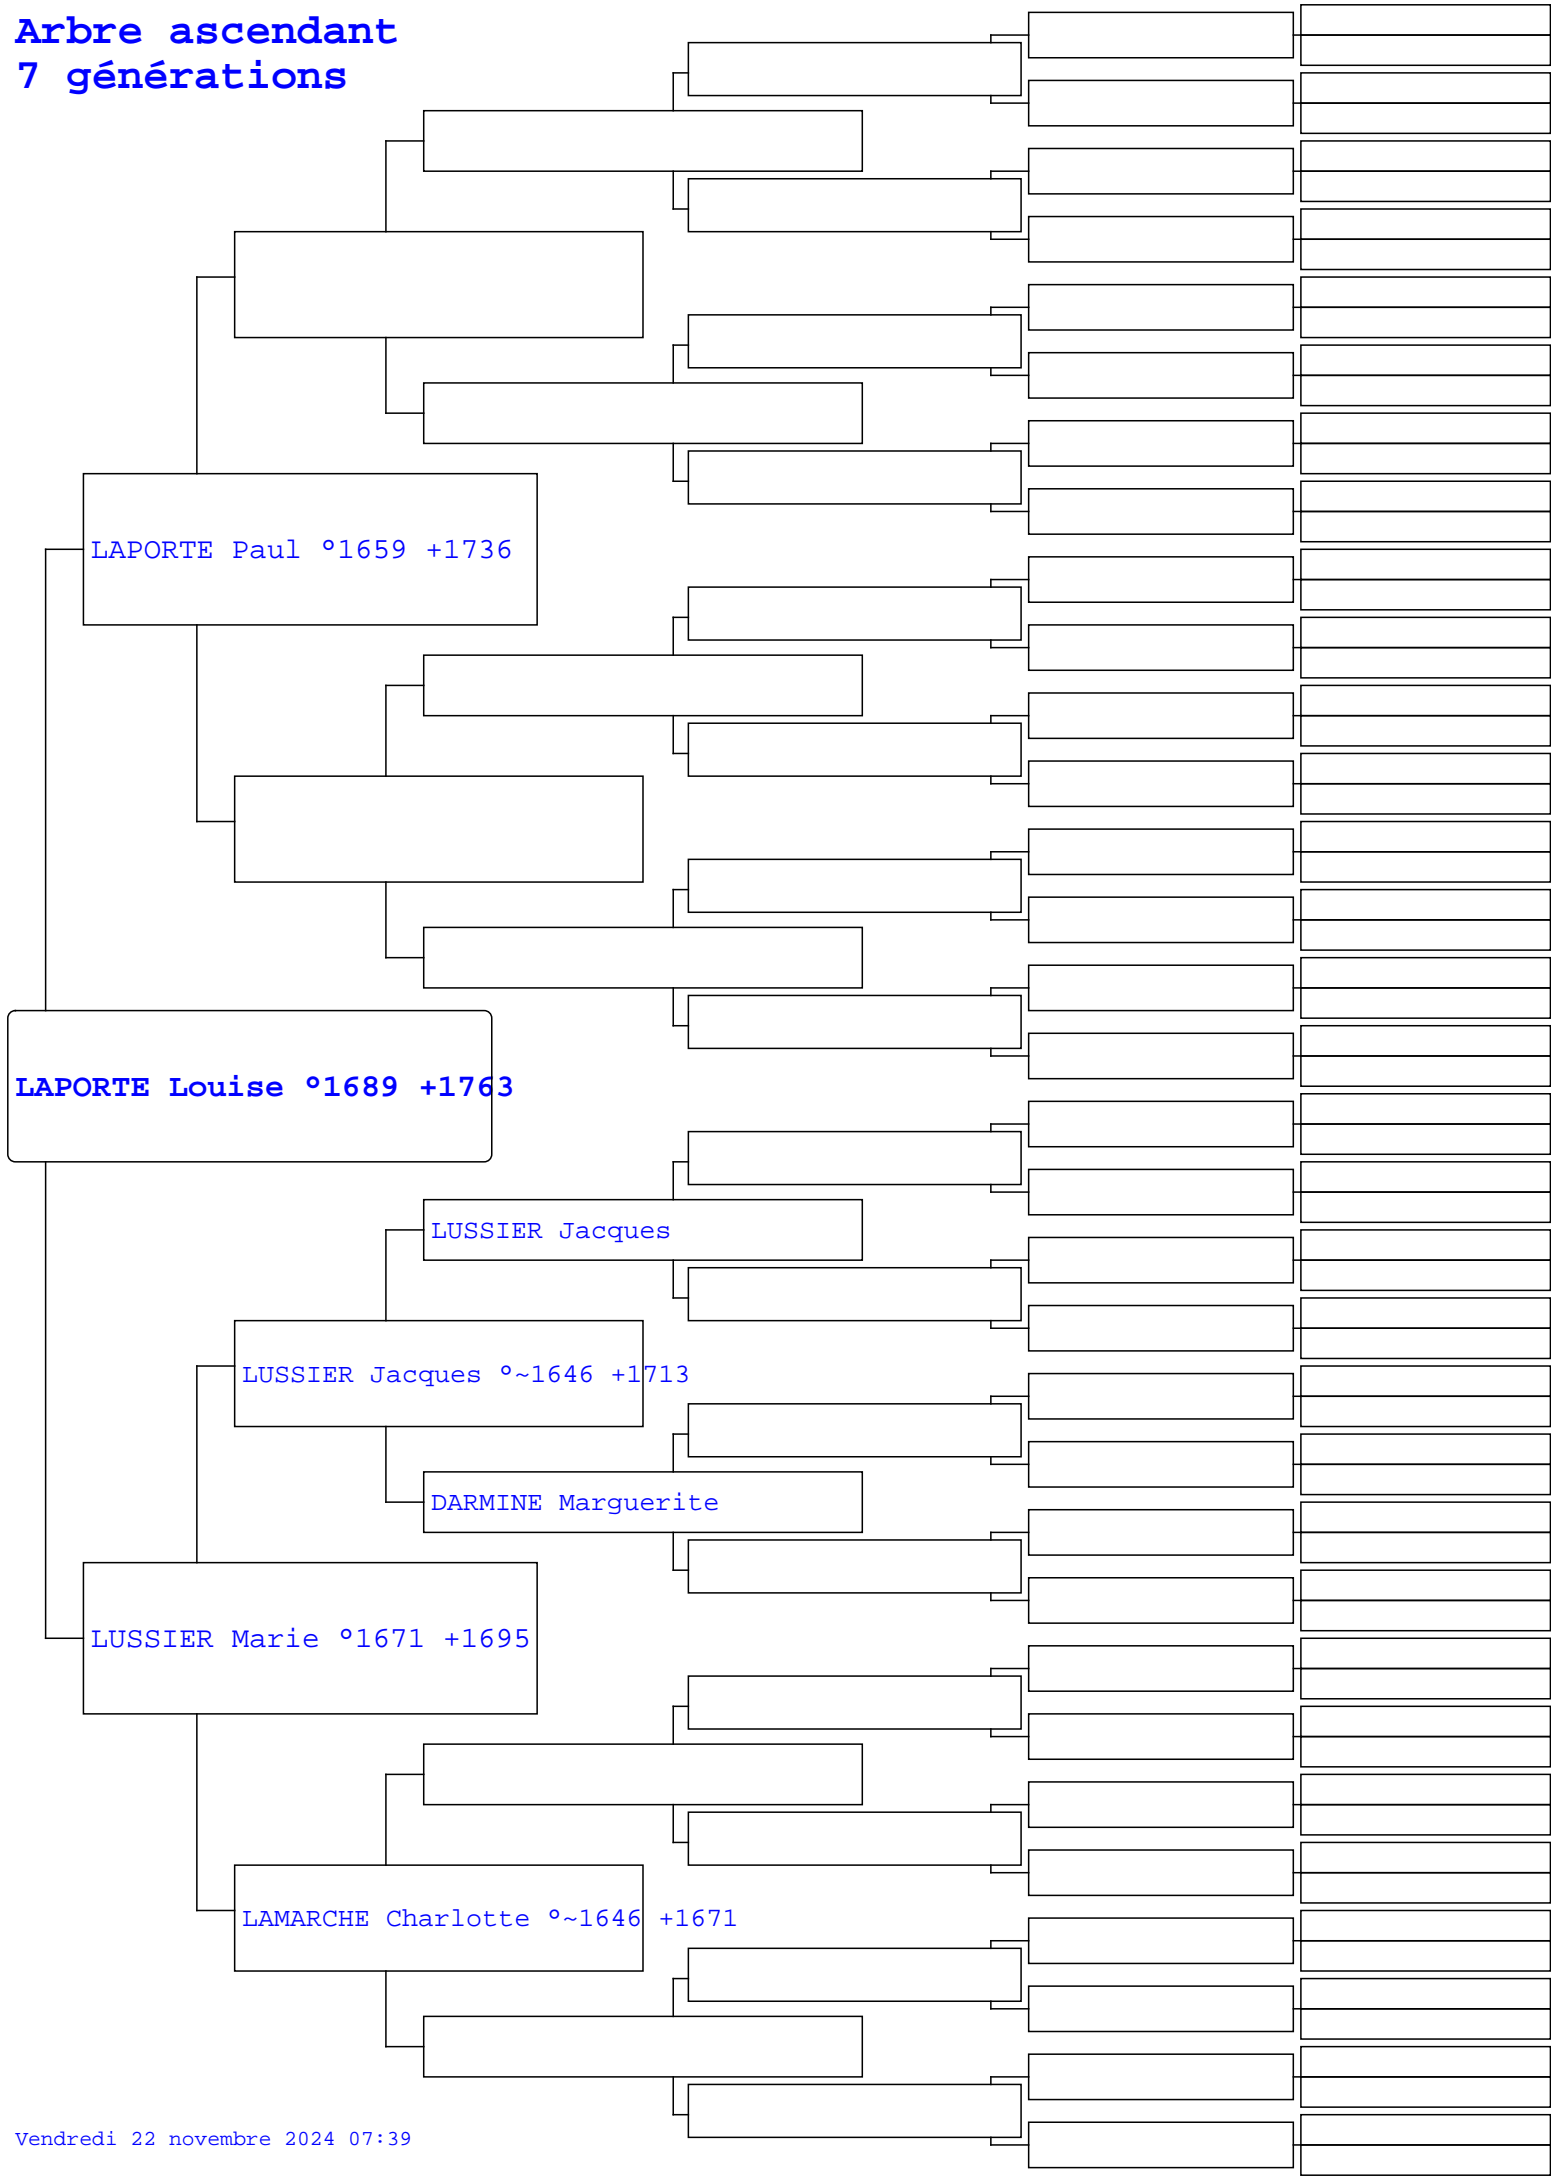 Arbre ascendant
7 générations
LAPORTE Paul °1659 +1736
LAPORTE Louise °1689 +1763
LUSSIER Jacques
LUSSIER Jacques °~1646 +1713
DARMINE Marguerite
LUSSIER Marie °1671 +1695
LAMARCHE Charlotte °~1646 +1671
Vendredi 22 novembre 2024 07:39